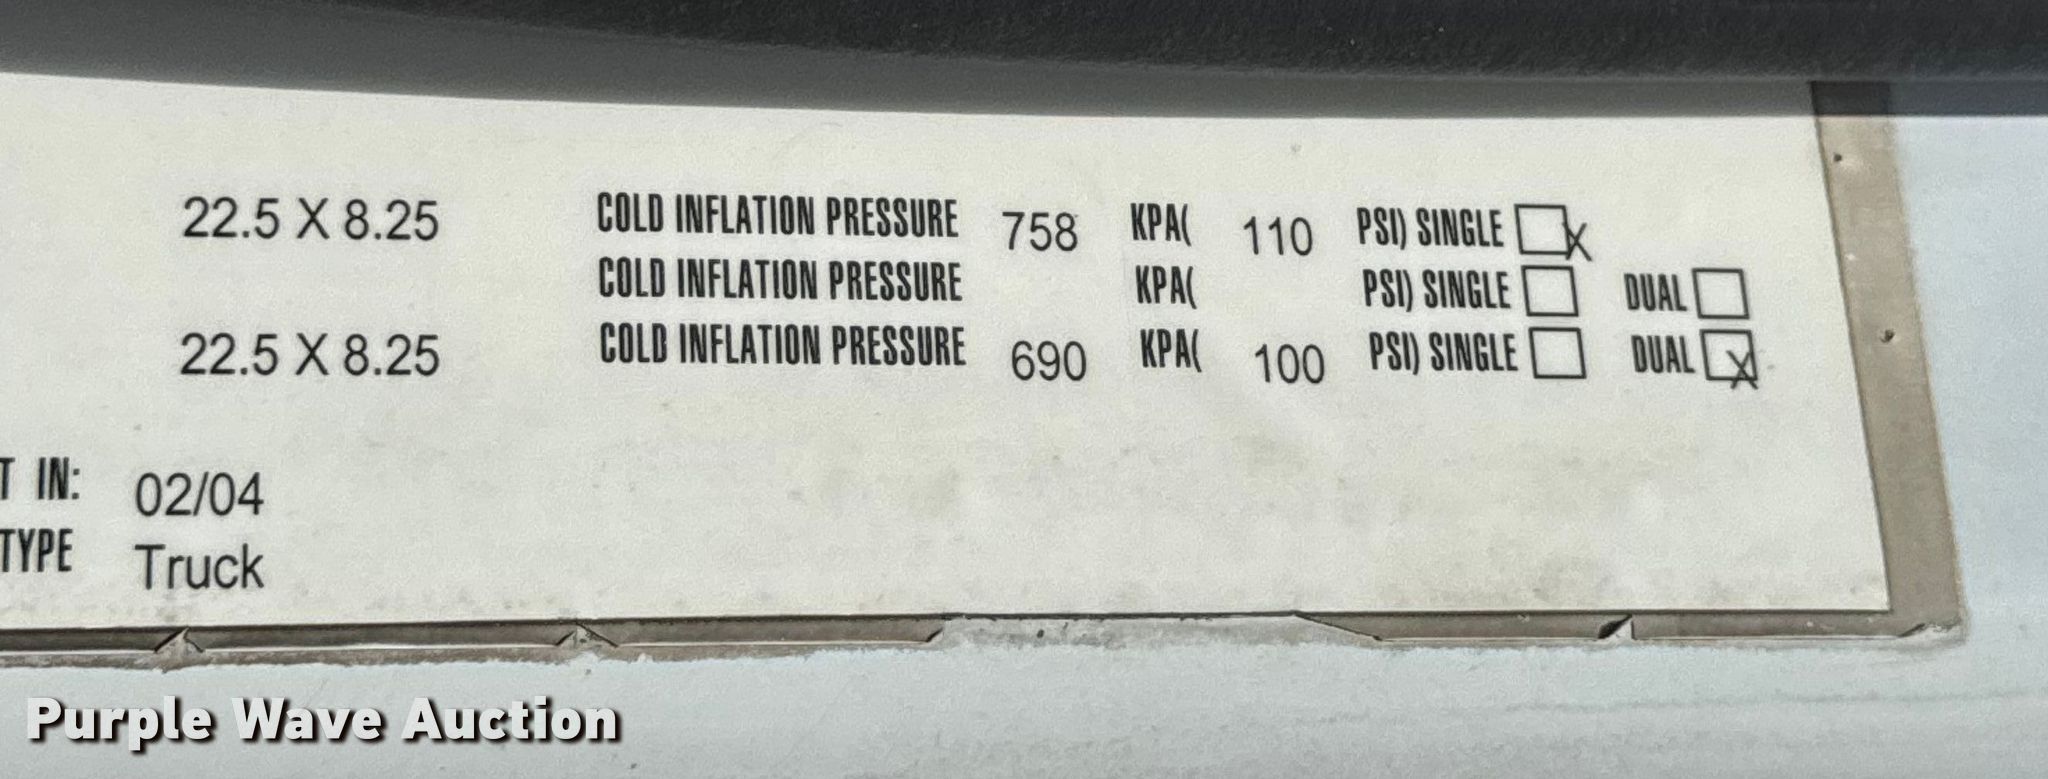 22.5 X 8.25 COLD INFLATION PRESSURE 758 KPA( 110 PSI) SINGLE X
COLD INFLATION PRESSURE KPA( PSI) SINGLE DUAL
22.5 X 8.25 COLD INFLATION PRESSURE 690 KPA( 100 PSI) SINGLE DUAL X
T IN: 02/04
TYPE Truck
Purple Wave Auction